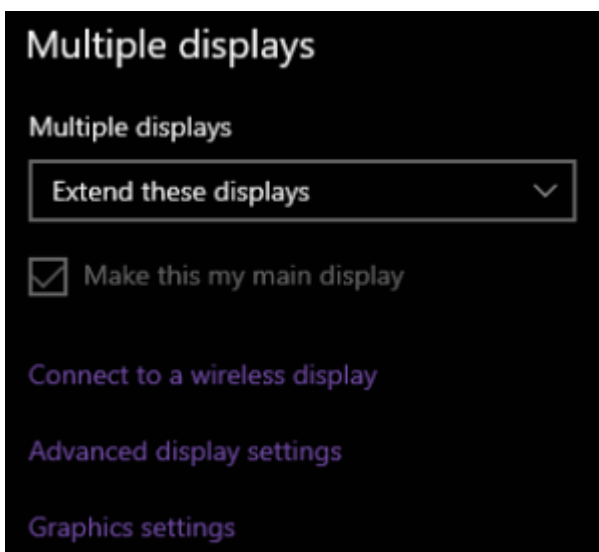 Multiple displays
Multiple displays
Extend these displays
Make this my main display
Connect to a wireless display
Advanced display settings
Graphics settings